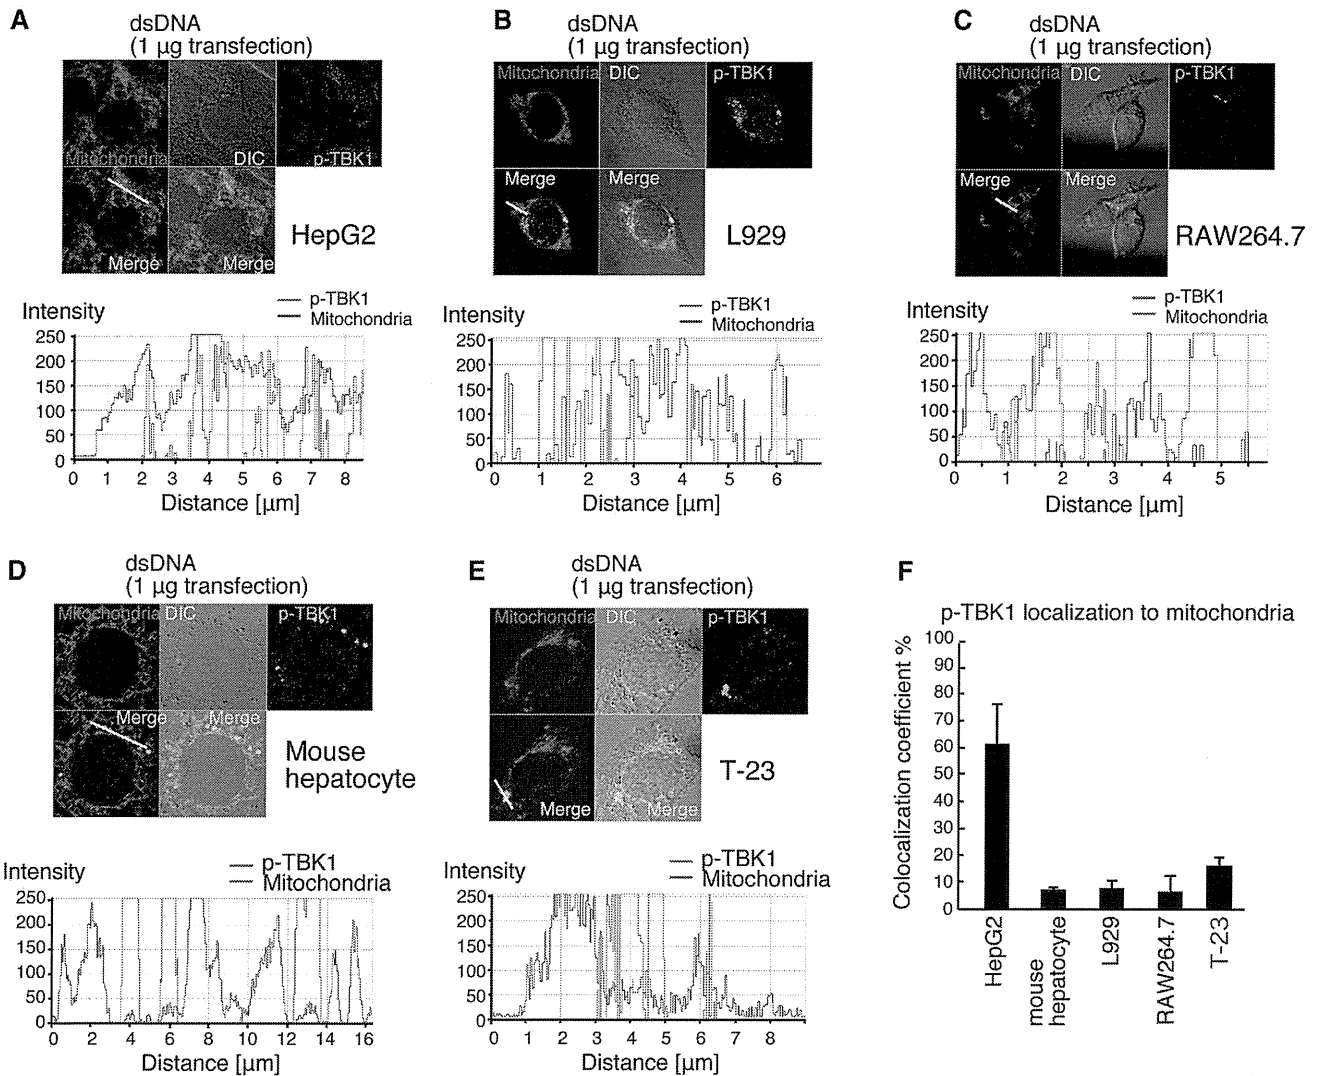 A
dsDNA
(1 µg transfection)
Mitochondria
DIC
p-TBK1
Merge
Merge
HepG2
Intensity
p-TBK1
Mitochondria
250
200
150
100
50
0
0 1 2 3 4 5 6 7 8
Distance [µm]
B
dsDNA
(1 µg transfection)
Mitochondria
DIC
p-TBK1
Merge
Merge
L929
Intensity
p-TBK1
Mitochondria
250
200
150
100
50
0
0 1 2 3 4 5 6
Distance [µm]
C
dsDNA
(1 µg transfection)
Mitochondria
DIC
p-TBK1
Merge
Merge
RAW264.7
Intensity
p-TBK1
Mitochondria
250
200
150
100
50
0
0 1 2 3 4 5
Distance [µm]
D
dsDNA
(1 µg transfection)
Mitochondria
DIC
p-TBK1
Merge
Merge
Mouse
hepatocyte
Intensity
p-TBK1
Mitochondria
250
200
150
100
50
0
0 2 4 6 8 10 12 14 16
Distance [µm]
E
dsDNA
(1 µg transfection)
Mitochondria
DIC
p-TBK1
Merge
Merge
T-23
Intensity
p-TBK1
Mitochondria
250
200
150
100
50
0
0 1 2 3 4 5 6 7 8
Distance [µm]
F
p-TBK1 localization to mitochondria
Colocalization coefficient %
100
90
80
70
60
50
40
30
20
10
0
HepG2
mouse
hepatocyte
L929
RAW264.7
T-23